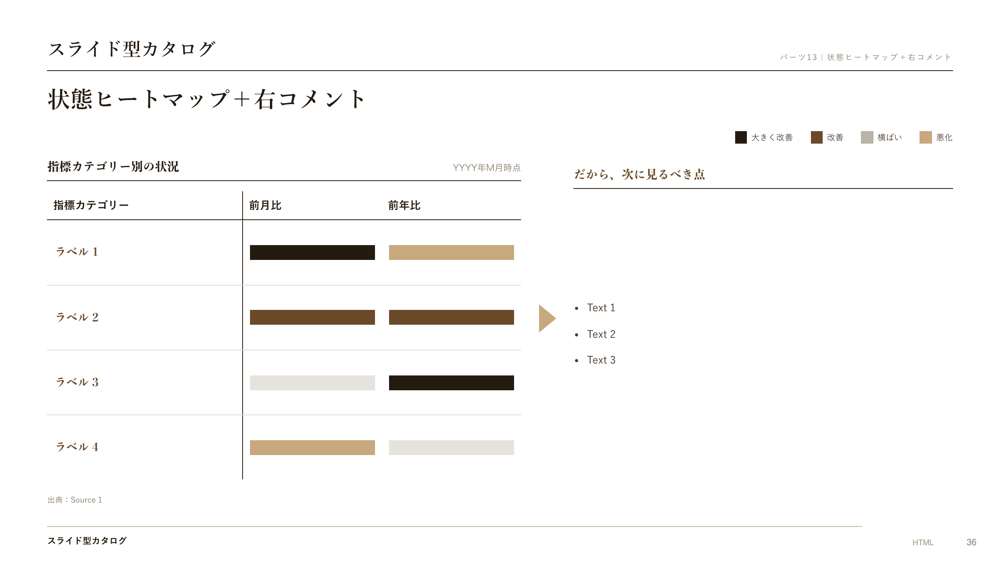 スライド型カタログ
パーツ13｜状態ヒートマップ＋右コメント
状態ヒートマップ＋右コメント
大きく改善 改善 横ばい 悪化
指標カテゴリー別の状況 YYYY年M月時点
指標カテゴリー 前月比 前年比
ラベル 1
ラベル 2
ラベル 3
ラベル 4
だから、次に見るべき点
• Text 1
• Text 2
• Text 3
出典：Source 1
スライド型カタログ HTML 36